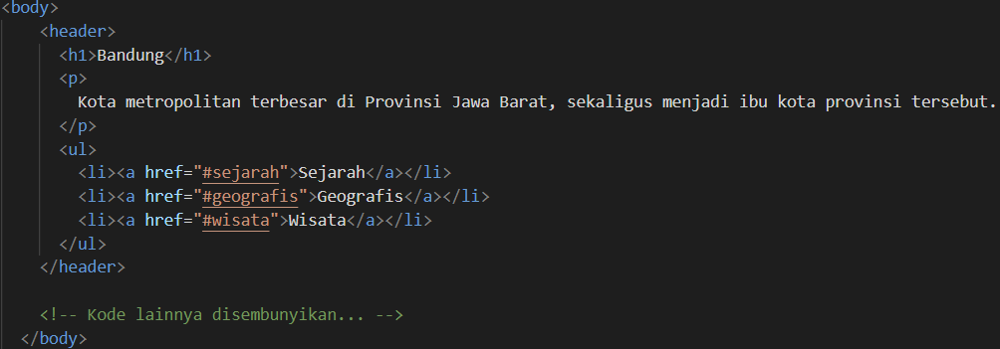 <body>
<header>
<h1>Bandung</h1>
<p>
Kota metropolitan terbesar di Provinsi Jawa Barat, sekaligus menjadi ibu kota provinsi tersebut.
</p>
<ul>
<li><a href="#sejarah">Sejarah</a></li>
<li><a href="#geografis">Geografis</a></li>
<li><a href="#wisata">Wisata</a></li>
</ul>
</header>
<!-- Kode lainnya disembunyikan... -->
</body>